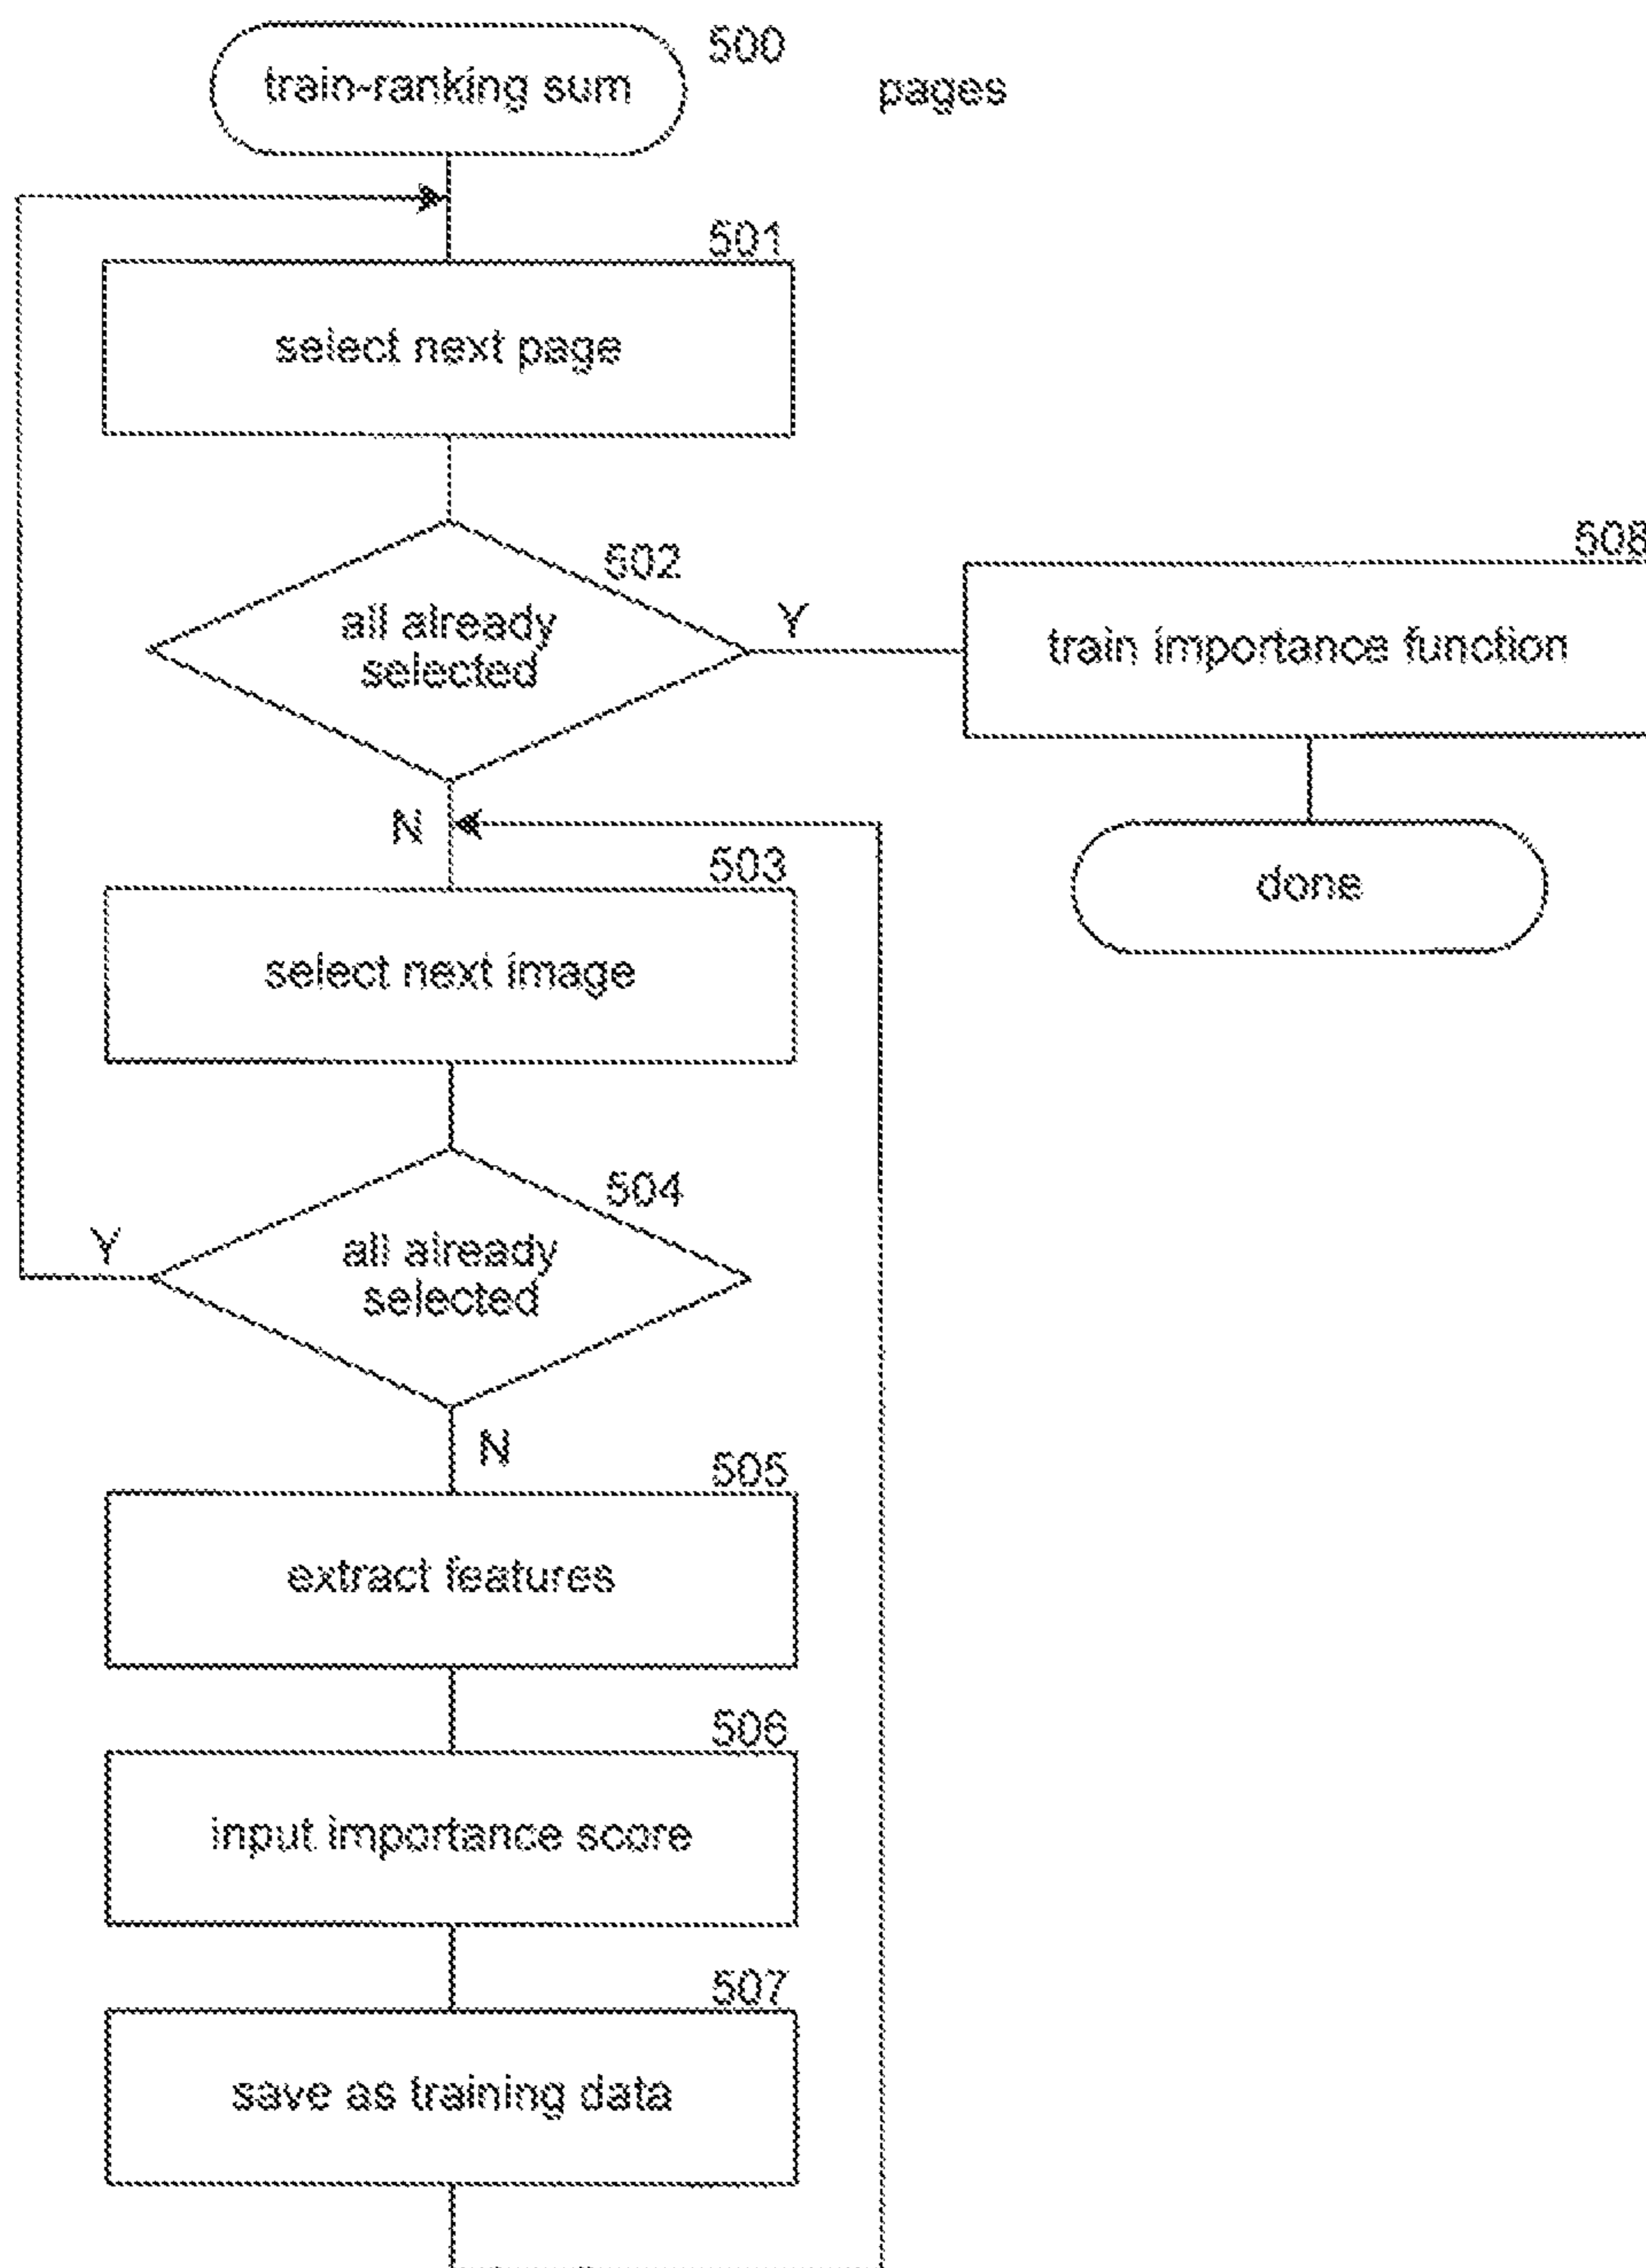 500
train-ranking sum
pages
501
select next page
502
all already
selected
Y
508
train importance function
done
N
503
select next image
504
all already
selected
Y
N
505
extract features
506
input importance score
507
save as training data